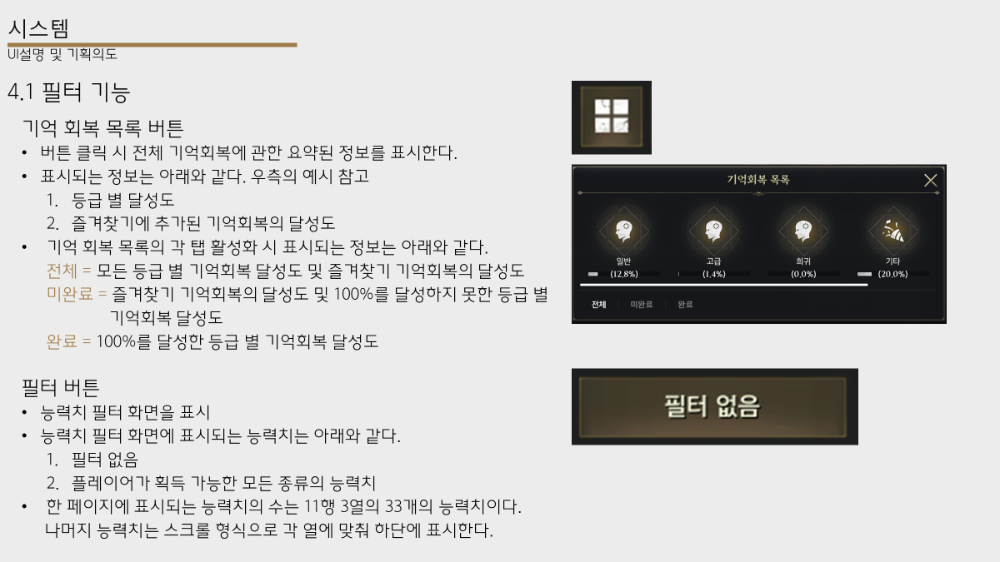 시스템
UI설명 및 기획의도
4.1 필터 기능
기억 회복 목록 버튼
• 버튼 클릭 시 전체 기억회복에 관한 요약된 정보를 표시한다.
• 표시되는 정보는 아래와 같다. 우측의 예시 참고
1. 등급 별 달성도
2. 즐겨찾기에 추가된 기억회복의 달성도
• 기억 회복 목록의 각 탭 활성화 시 표시되는 정보는 아래와 같다.
전체 = 모든 등급 별 기억회복 달성도 및 즐겨찾기 기억회복의 달성도
미완료 = 즐겨찾기 기억회복의 달성도 및 100%를 달성하지 못한 등급 별
기억회복 달성도
완료 = 100%를 달성한 등급 별 기억회복 달성도
필터 버튼
• 능력치 필터 화면을 표시
• 능력치 필터 화면에 표시되는 능력치는 아래와 같다.
1. 필터 없음
2. 플레이어가 획득 가능한 모든 종류의 능력치
• 한 페이지에 표시되는 능력치의 수는 11행 3열의 33개의 능력치이다.
나머지 능력치는 스크롤 형식으로 각 열에 맞춰 하단에 표시한다.
기억회복 목록
일반 고급 희귀 기타
(12,8%) (1,4%) (0,0%) (20,0%)
전체 미완료 완료
필터 없음